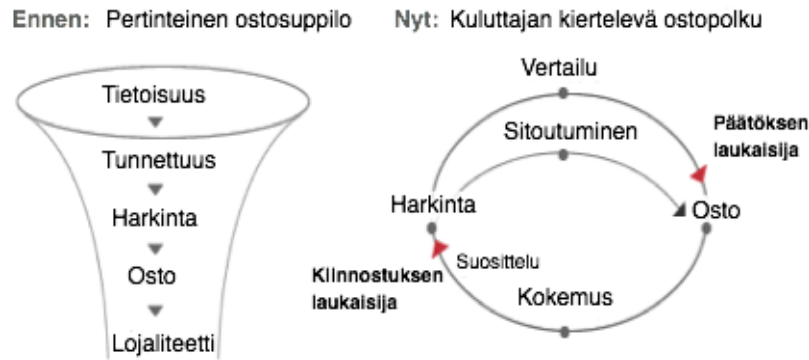 Ennen: Pertinteinen ostosuppilo
Tietoisuus
Tunnettuus
Harkinta
Osto
Lojaliteetti
Nyt: Kuluttajan kiertelevä ostopolku
Vertailu
Sitoutuminen
Päätöksen
laukaisija
Harkinta
Osto
Suosittelu
Kiinnostuksen
laukaisija
Kokemus